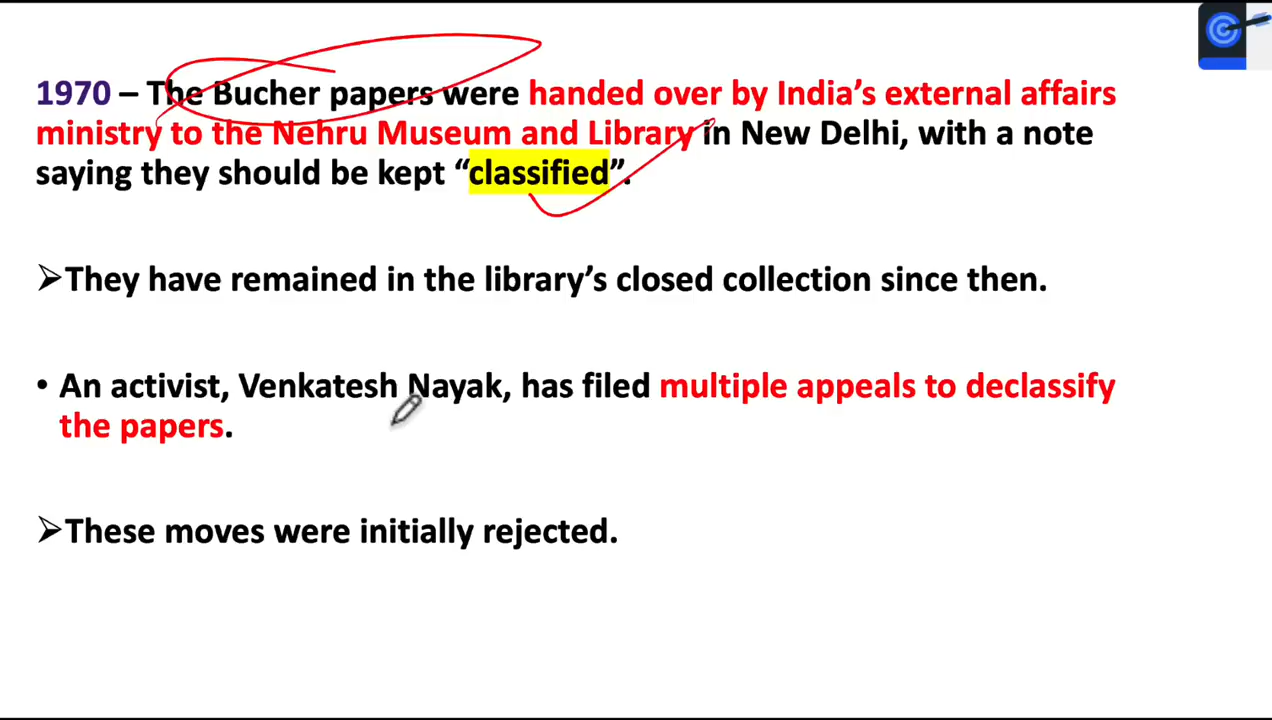 1970 – The Bucher papers were handed over by India’s external affairs
ministry to the Nehru Museum and Library in New Delhi, with a note
saying they should be kept “classified”.
➢They have remained in the library’s closed collection since then.
• An activist, Venkatesh Nayak, has filed multiple appeals to declassify
the papers.
➢These moves were initially rejected.